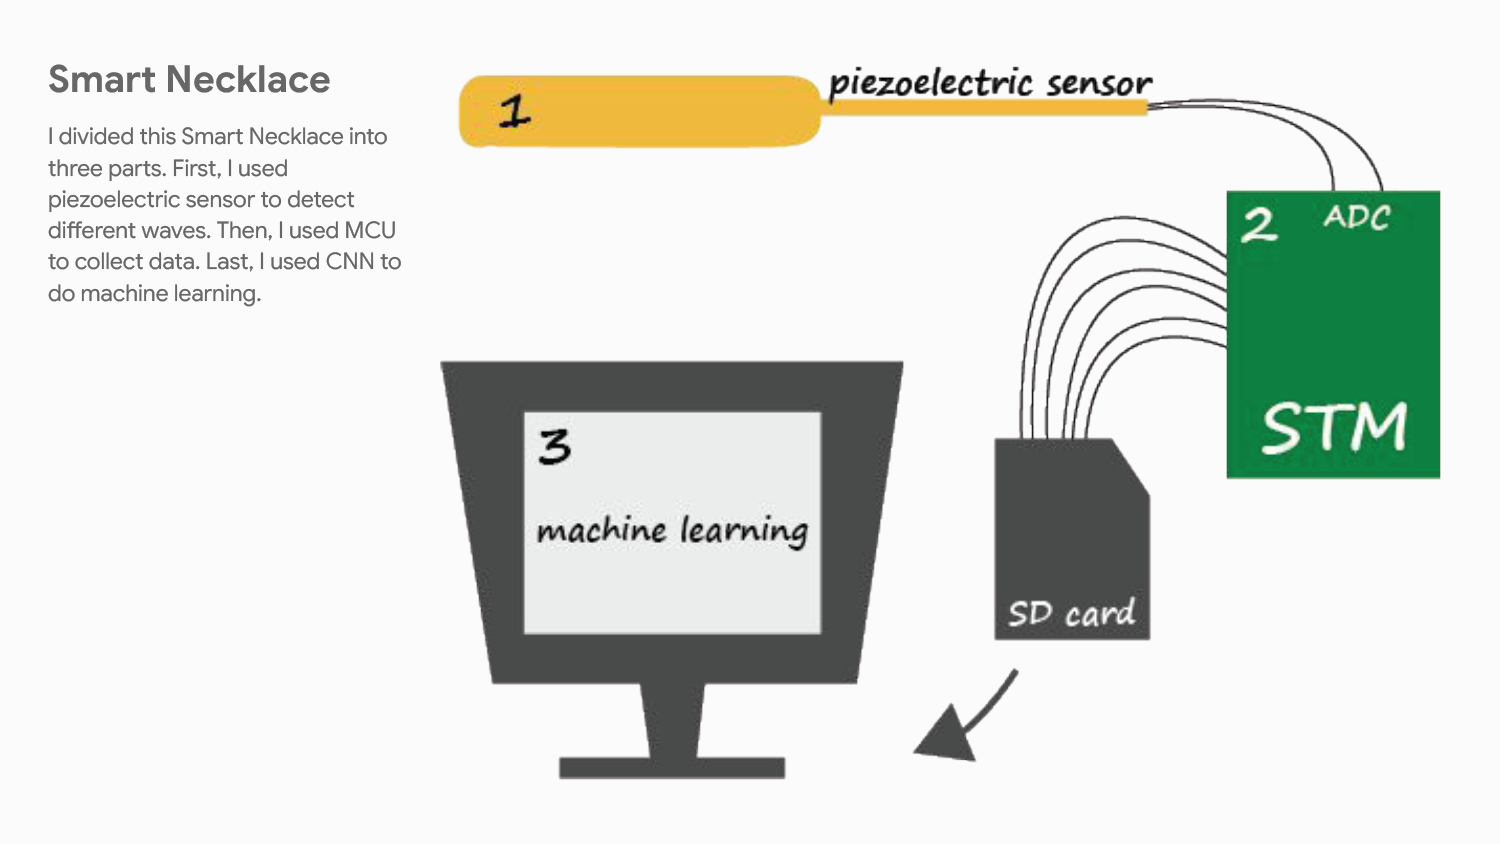 Smart Necklace
I divided this Smart Necklace into
three parts. First, I used
piezoelectric sensor to detect
different waves. Then, I used MCU
to collect data. Last, I used CNN to
do machine learning.
1
piezoelectric sensor
2
ADC
STM
SD card
3
machine learning